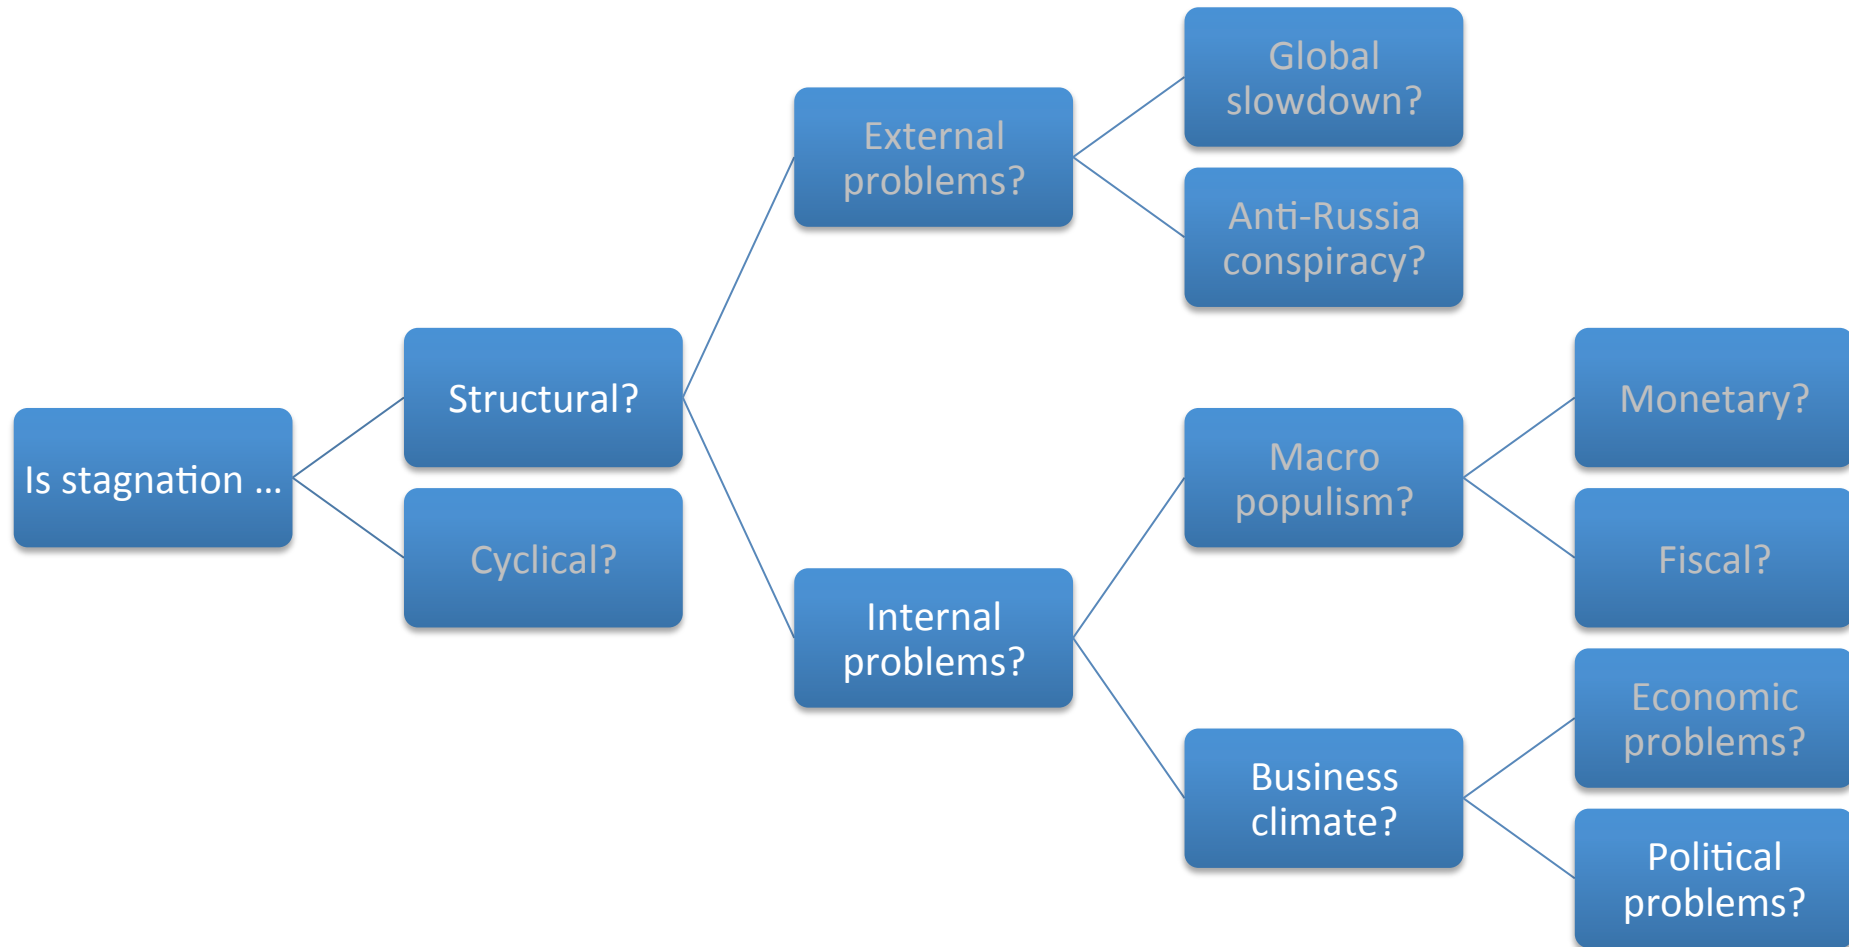 Is stagnation ...
Structural?
Cyclical?
External
problems?
Internal
problems?
Global
slowdown?
Anti-Russia
conspiracy?
Macro
populism?
Business
climate?
Monetary?
Fiscal?
Economic
problems?
Political
problems?